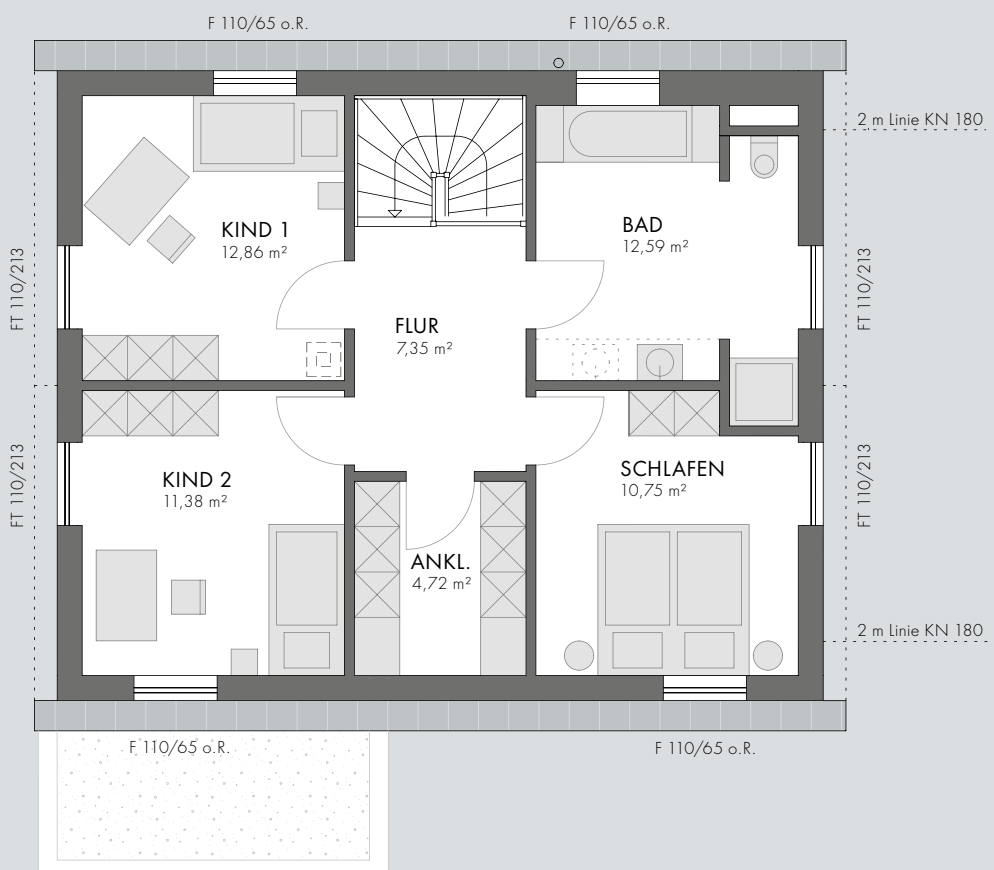 F 110/65 o.R.
F 110/65 o.R.
2 m Linie KN 180
KIND 1
12,86 m²
BAD
12,59 m²
FT 110/213
FT 110/213
FLUR
7,35 m²
KIND 2
11,38 m²
SCHLAFEN
10,75 m²
FT 110/213
FT 110/213
ANKL.
4,72 m²
2 m Linie KN 180
F 110/65 o.R.
F 110/65 o.R.